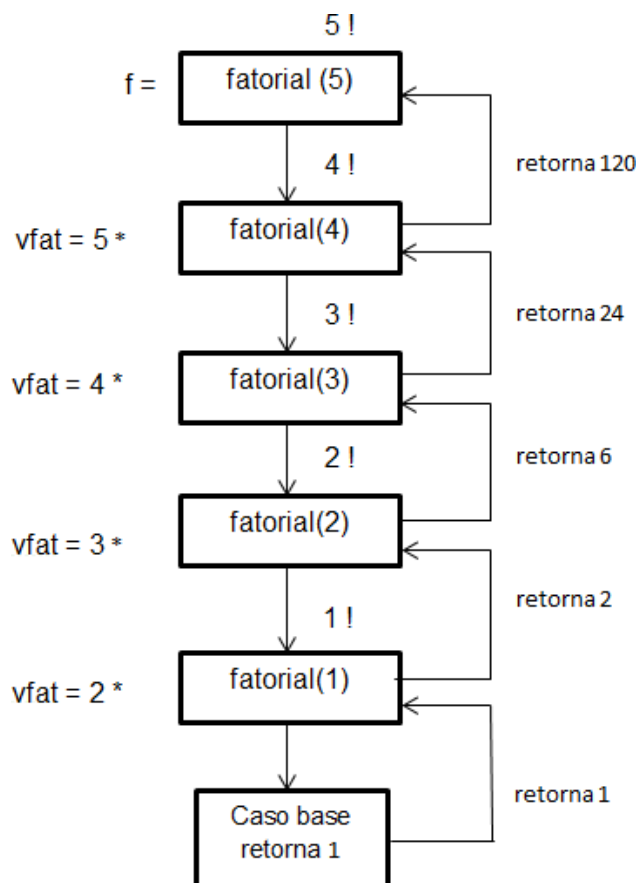 5 !
f = fatorial (5)
4 ! retorna 120
vfat = 5 * fatorial(4)
3 ! retorna 24
vfat = 4 * fatorial(3)
2 ! retorna 6
vfat = 3 * fatorial(2)
1 ! retorna 2
vfat = 2 * fatorial(1)
retorna 1
Caso base
retorna 1